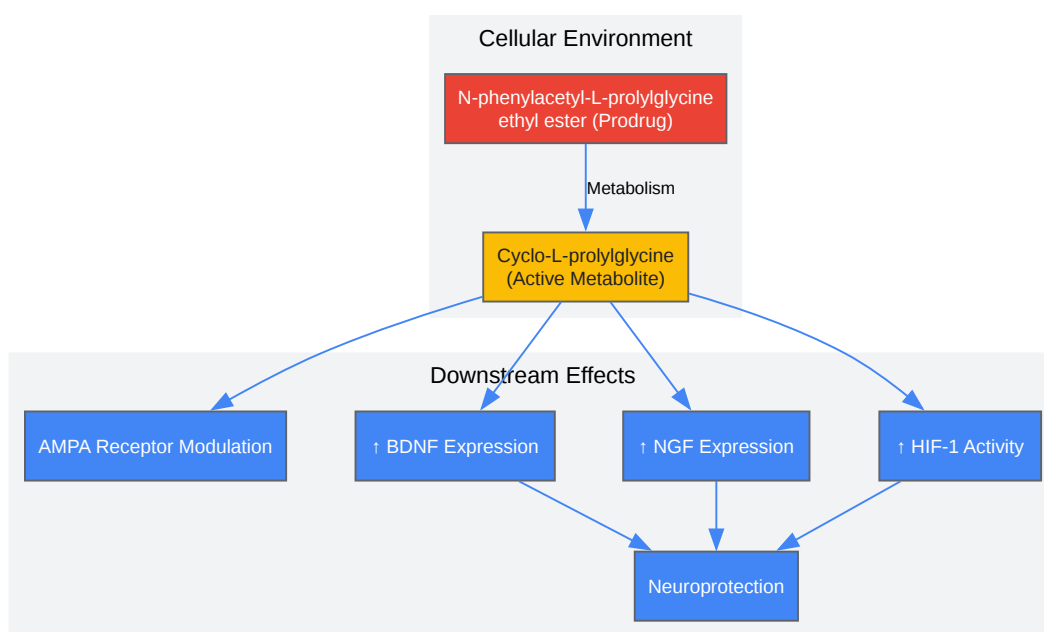 Cellular Environment
N-phenylacetyl-L-prolylglycine
ethyl ester (Prodrug)
Metabolism
Cyclo-L-prolylglycine
(Active Metabolite)
Downstream Effects
AMPA Receptor Modulation
↑ BDNF Expression
↑ NGF Expression
↑ HIF-1 Activity
Neuroprotection